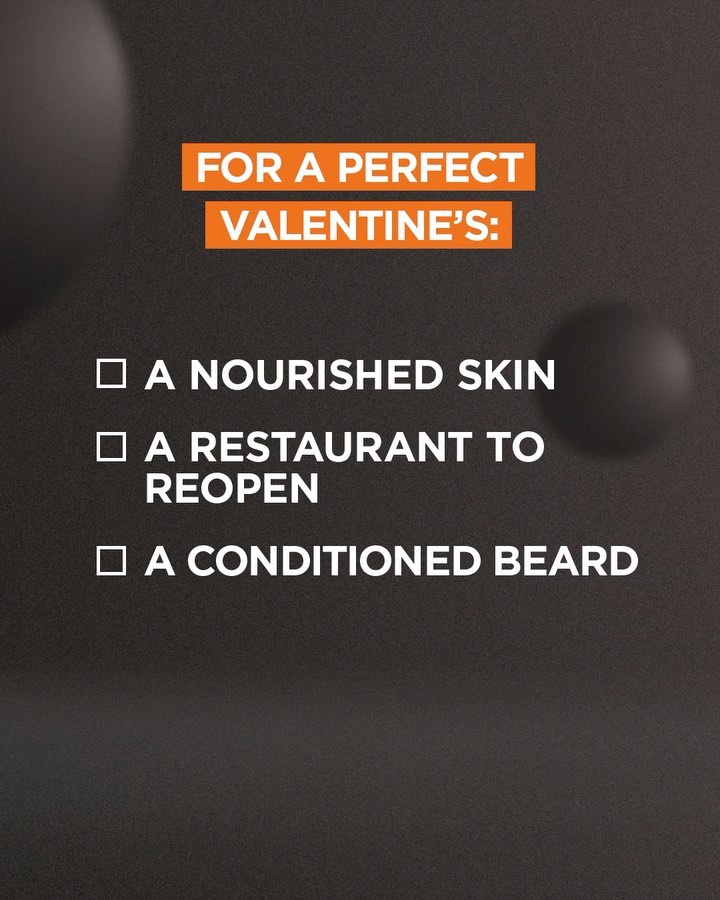 FOR A PERFECT
VALENTINE’S:
☐ A NOURISHED SKIN
☐ A RESTAURANT TO
REOPEN
☐ A CONDITIONED BEARD